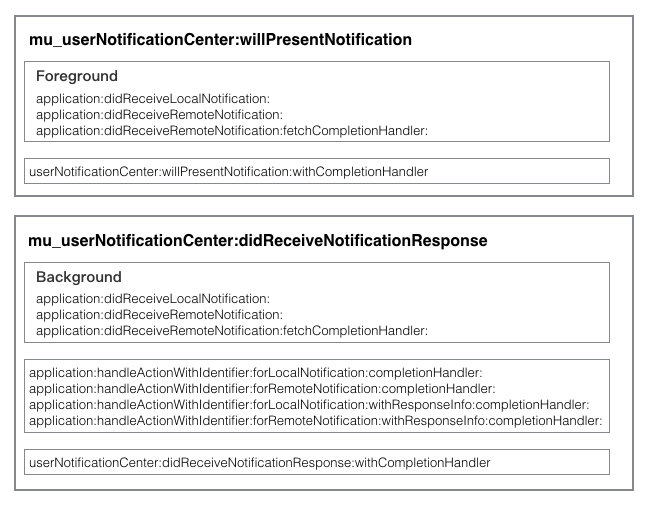 mu_userNotificationCenter:willPresentNotification
Foreground
application:didReceiveLocalNotification:
application:didReceiveRemoteNotification:
application:didReceiveRemoteNotification:fetchCompletionHandler:
userNotificationCenter:willPresentNotification:withCompletionHandler
mu_userNotificationCenter:didReceiveNotificationResponse
Background
application:didReceiveLocalNotification:
application:didReceiveRemoteNotification:
application:didReceiveRemoteNotification:fetchCompletionHandler:
application:handleActionWithIdentifier:forLocalNotification:completionHandler:
application:handleActionWithIdentifier:forRemoteNotification:completionHandler:
application:handleActionWithIdentifier:forLocalNotification:withResponseInfo:completionHandler:
application:handleActionWithIdentifier:forRemoteNotification:withResponseInfo:completionHandler:
userNotificationCenter:didReceiveNotificationResponse:withCompletionHandler